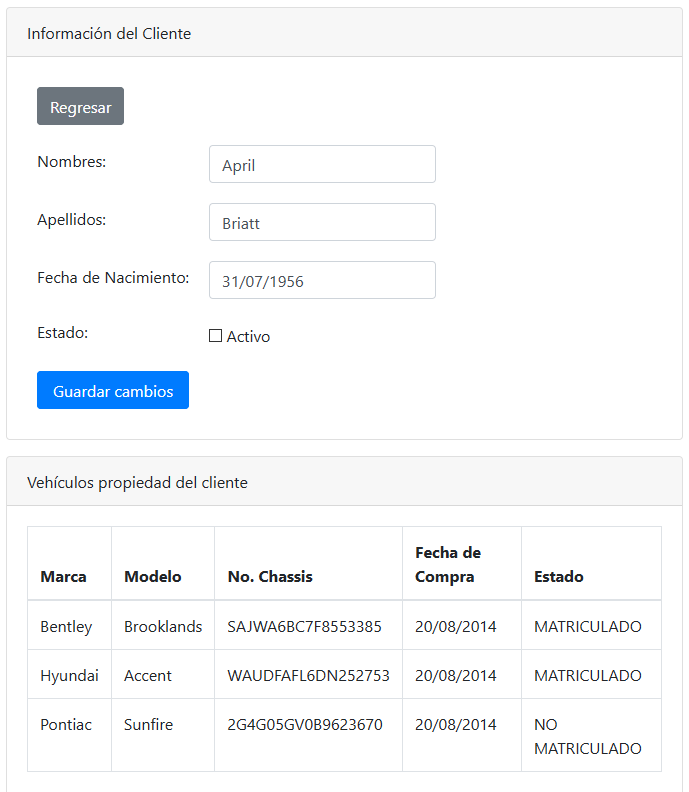 Información del Cliente
Regresar
Nombres: April
Apellidos: Briatt
Fecha de Nacimiento: 31/07/1956
Estado: Activo
Guardar cambios
Vehículos propiedad del cliente
Marca Modelo No. Chassis Fecha de Compra Estado
Bentley Brooklands SAJWA6BC7F8553385 20/08/2014 MATRICULADO
Hyundai Accent WAUDFAFL6DN252753 20/08/2014 MATRICULADO
Pontiac Sunfire 2G4G05GV0B9623670 20/08/2014 NO MATRICULADO